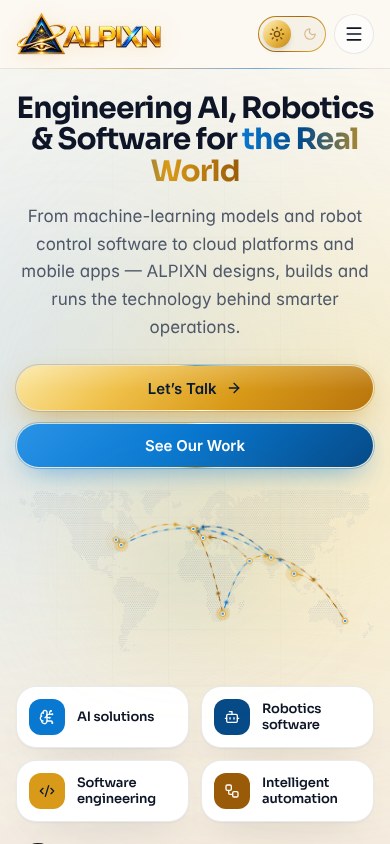 ALPIXN
Engineering AI, Robotics
& Software for the Real
World
From machine-learning models and robot
control software to cloud platforms and
mobile apps — ALPIXN designs, builds and
runs the technology behind smarter
operations.
Let's Talk →
See Our Work
AI solutions
Robotics
software
Software
engineering
Intelligent
automation